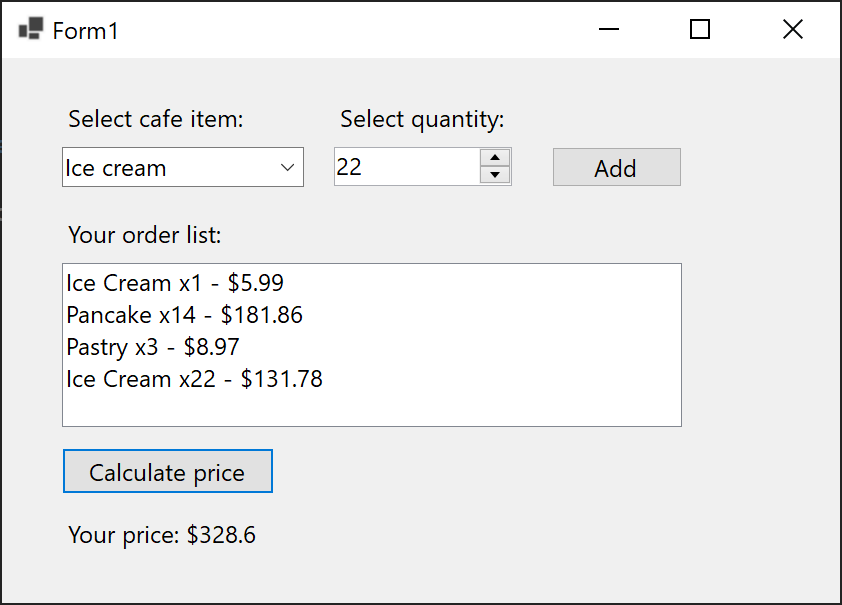 Form1
Select cafe item: Select quantity:
Ice cream 22 Add
Your order list:
Ice Cream x1 - $5.99
Pancake x14 - $181.86
Pastry x3 - $8.97
Ice Cream x22 - $131.78
Calculate price
Your price: $328.6